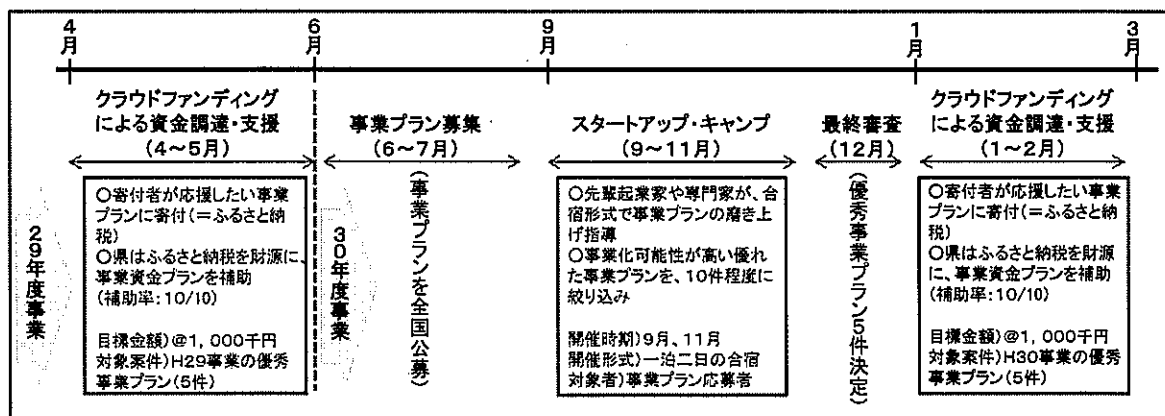 4月
6月
9月
1月
3月
クラウドファンディング
による資金調達・支援
(4～5月)
事業プラン募集
(6～7月)
スタートアップ・キャンプ
(9～11月)
最終審査
(12月)
クラウドファンディング
による資金調達・支援
(1～2月)
29年度事業
○寄付者が応援したい事業
プランに寄付(=ふるさと納
税)
○県はふるさと納税を財源に、
事業資金プランを補助
(補助率:10/10)
目標金額)@1,000千円
対象案件)H29事業の優秀
事業プラン(5件)
30年度事業
(事業プランを全国公募)
○先輩起業家や専門家が、合
宿形式で事業プランの磨き上
げ指導
○事業化可能性が高い優れ
た事業プランを、10件程度に
絞り込み
開催時期)9月、11月
開催形式)一泊二日の合宿
対象者)事業プラン応募者
(優秀事業プラン5件決定)
○寄付者が応援したい事業
プランに寄付(=ふるさと納
税)
○県はふるさと納税を財源
に、事業資金プランを補助
(補助率:10/10)
目標金額)@1,000千円
対象案件)H30事業の優秀
事業プラン(5件)